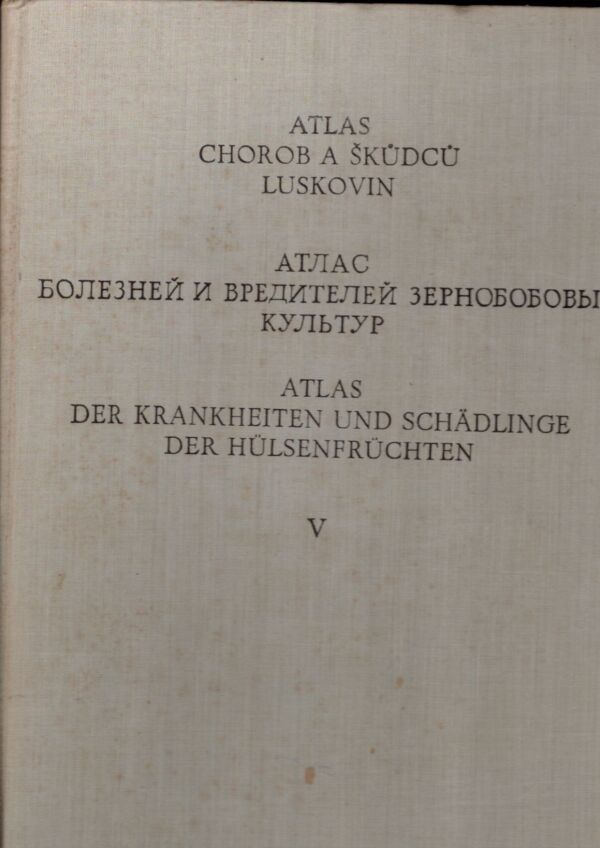 ATLAS
CHOROB A ŠKŮDCŮ
LUSKOVIN
АТЛАС
БОЛЕЗНЕЙ И ВРЕДИТЕЛЕЙ ЗЕРНОБОБОВЫ
КУЛЬТУР
ATLAS
DER KRANKHEITEN UND SCHÄDLINGE
DER HÜLSENFRÜCHTEN
V